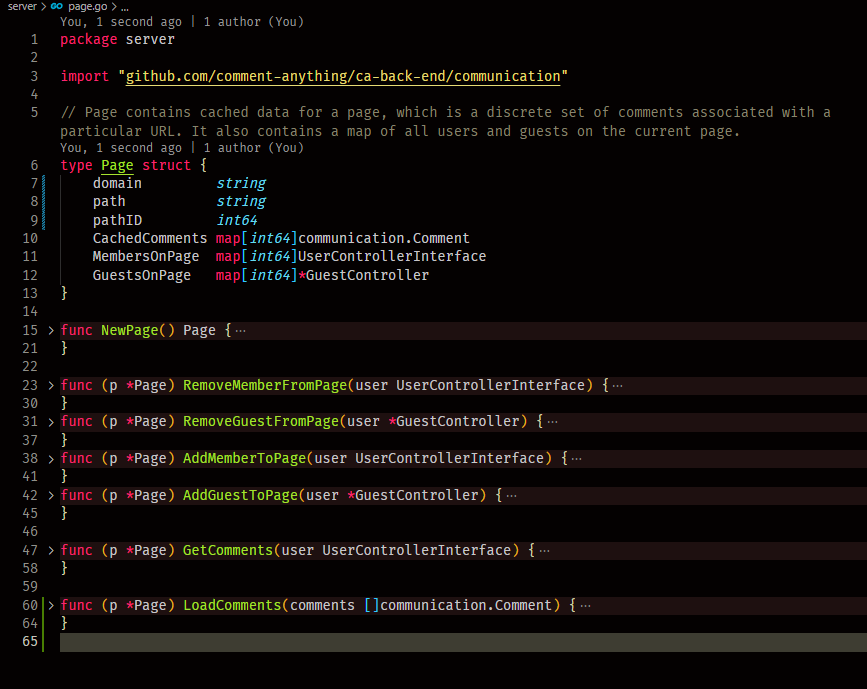 server > GO page.go > ...
You, 1 second ago | 1 author (You)
1 package server
2
3 import "github.com/comment-anything/ca-back-end/communication"
4
5 // Page contains cached data for a page, which is a discrete set of comments associated with a
particular URL. It also contains a map of all users and guests on the current page.
You, 1 second ago | 1 author (You)
6 type Page struct {
7 domain string
8 path string
9 pathID int64
10 CachedComments map[int64]communication.Comment
11 MembersOnPage map[int64]UserControllerInterface
12 GuestsOnPage map[int64]*GuestController
13 }
14
15 > func NewPage() Page { ...
21 }
22
23 > func (p *Page) RemoveMemberFromPage(user UserControllerInterface) { ...
30 }
31 > func (p *Page) RemoveGuestFromPage(user *GuestController) { ...
37 }
38 > func (p *Page) AddMemberToPage(user UserControllerInterface) { ...
41 }
42 > func (p *Page) AddGuestToPage(user *GuestController) { ...
45 }
46
47 > func (p *Page) GetComments(user UserControllerInterface) { ...
58 }
59
60 > func (p *Page) LoadComments(comments []communication.Comment) { ...
64 }
65